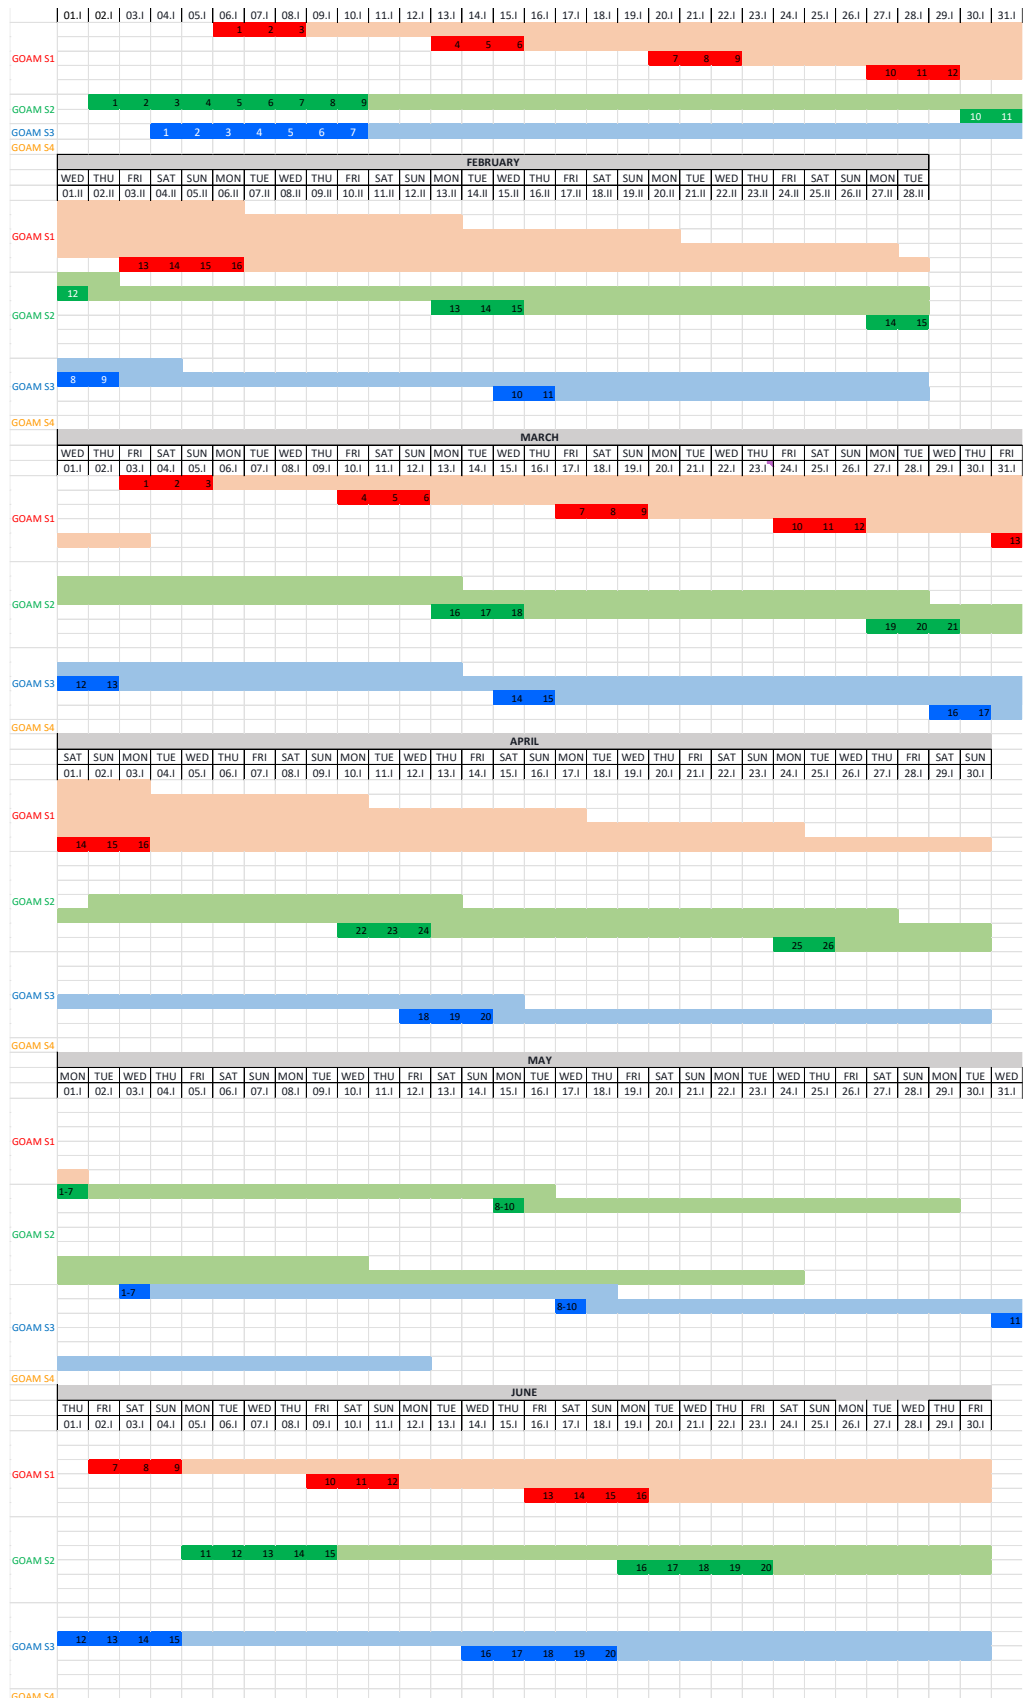 01.I 02.I 03.I 04.I 05.I 06.I 07.I 08.I 09.I 10.I 11.I 12.I 13.I 14.I 15.I 16.I 17.I 18.I 19.I 20.I 21.I 22.I 23.I 24.I 25.I 26.I 27.I 28.I 29.I 30.I 31.I
1 2 3
4 5 6
GOAM S1 7 8 9
10 11 12
1 2 3 4 5 6 7 8 9
GOAM S2
10 11
GOAM S3 1 2 3 4 5 6 7
GOAM S4
FEBRUARY
WED THU FRI SAT SUN MON TUE WED THU FRI SAT SUN MON TUE WED THU FRI SAT SUN MON TUE WED THU FRI SAT SUN MON TUE
01.II 02.II 03.II 04.II 05.II 06.II 07.II 08.II 09.II 10.II 11.II 12.II 13.II 14.II 15.II 16.II 17.II 18.II 19.II 20.II 21.II 22.II 23.II 24.II 25.II 26.II 27.II 28.II
GOAM S1
13 14 15 16
12
13 14 15
GOAM S2
14 15
8 9
GOAM S3
10 11
GOAM S4
MARCH
WED THU FRI SAT SUN MON TUE WED THU FRI SAT SUN MON TUE WED THU FRI SAT SUN MON TUE WED THU FRI SAT SUN MON TUE WED THU FRI
01.I 02.I 03.I 04.I 05.I 06.I 07.I 08.I 09.I 10.I 11.I 12.I 13.I 14.I 15.I 16.I 17.I 18.I 19.I 20.I 21.I 22.I 23.I 24.I 25.I 26.I 27.I 28.I 29.I 30.I 31.I
1 2 3
4 5 6
7 8 9
GOAM S1
10 11 12
13
GOAM S2
16 17 18
19 20 21
GOAM S3 12 13
14 15
16 17
GOAM S4
APRIL
SAT SUN MON TUE WED THU FRI SAT SUN MON TUE WED THU FRI SAT SUN MON TUE WED THU FRI SAT SUN MON TUE WED THU FRI SAT SUN
01.I 02.I 03.I 04.I 05.I 06.I 07.I 08.I 09.I 10.I 11.I 12.I 13.I 14.I 15.I 16.I 17.I 18.I 19.I 20.I 21.I 22.I 23.I 24.I 25.I 26.I 27.I 28.I 29.I 30.I
GOAM S1
14 15 16
GOAM S2
22 23 24
25 26
GOAM S3
18 19 20
GOAM S4
MAY
MON TUE WED THU FRI SAT SUN MON TUE WED THU FRI SAT SUN MON TUE WED THU FRI SAT SUN MON TUE WED THU FRI SAT SUN MON TUE WED
01.I 02.I 03.I 04.I 05.I 06.I 07.I 08.I 09.I 10.I 11.I 12.I 13.I 14.I 15.I 16.I 17.I 18.I 19.I 20.I 21.I 22.I 23.I 24.I 25.I 26.I 27.I 28.I 29.I 30.I 31.I
GOAM S1
1-7
8-10
GOAM S2
1-7
8-10
11
GOAM S3
GOAM S4
JUNE
THU FRI SAT SUN MON TUE WED THU FRI SAT SUN MON TUE WED THU FRI SAT SUN MON TUE WED THU FRI SAT SUN MON TUE WED THU FRI
01.I 02.I 03.I 04.I 05.I 06.I 07.I 08.I 09.I 10.I 11.I 12.I 13.I 14.I 15.I 16.I 17.I 18.I 19.I 20.I 21.I 22.I 23.I 24.I 25.I 26.I 27.I 28.I 29.I 30.I
7 8 9
GOAM S1
10 11 12
13 14 15 16
11 12 13 14 15
GOAM S2
16 17 18 19 20
12 13 14 15
GOAM S3
16 17 18 19 20
GOAM S4